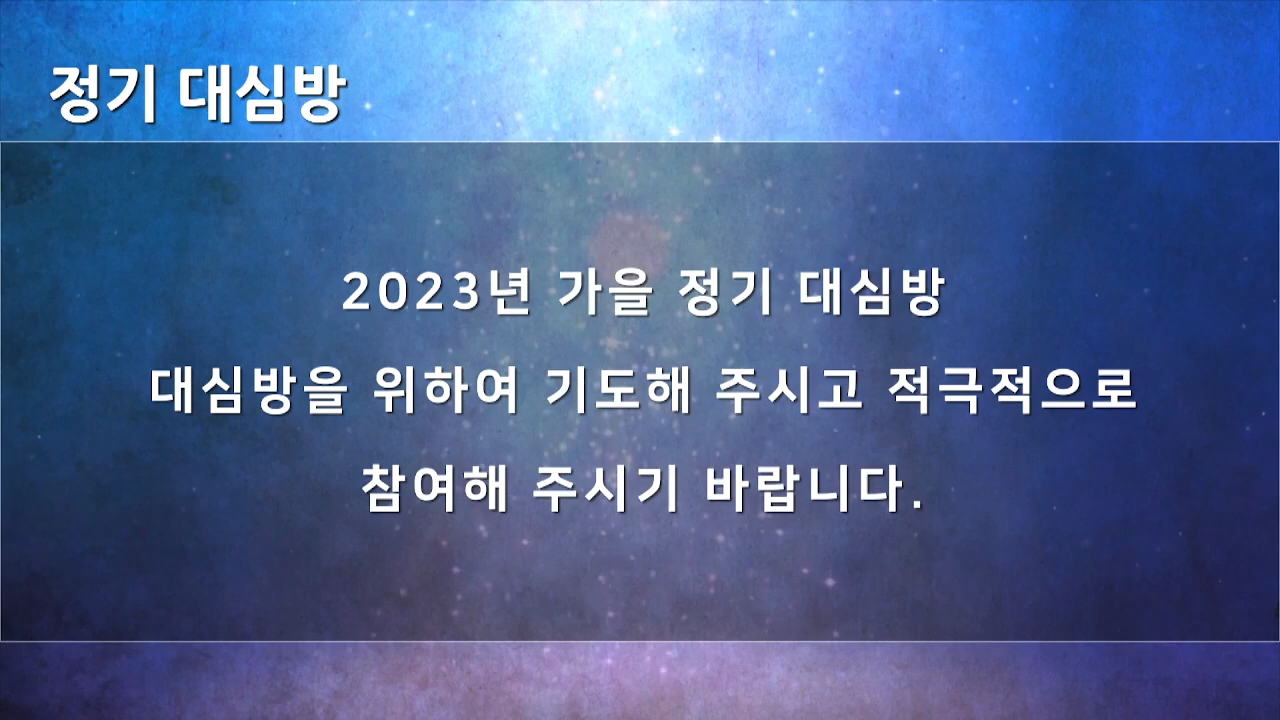 정기 대심방
2023년 가을 정기 대심방
대심방을 위하여 기도해 주시고 적극적으로
참여해 주시기 바랍니다.